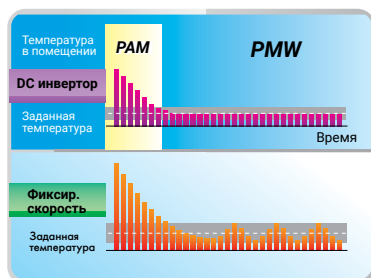 Температура
в помещении
PAM
PMW
DC инвертор
Заданная
температура
Время
Фиксир.
скорость
Заданная
температура